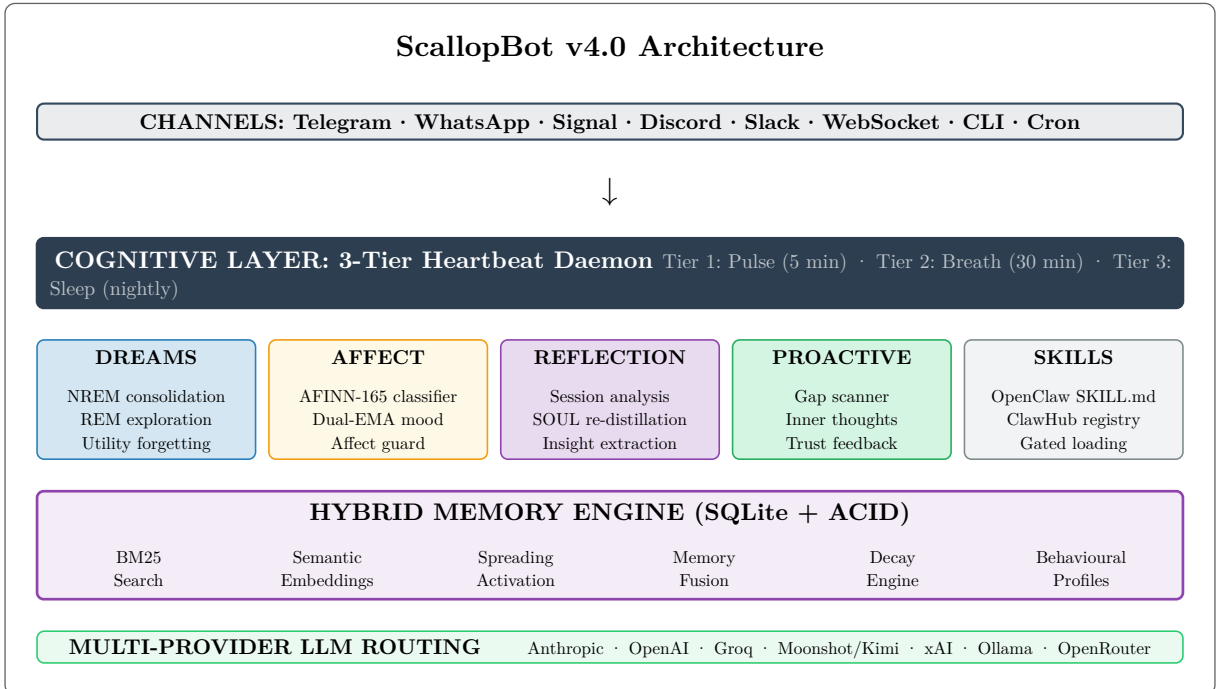 ScallopBot v4.0 Architecture
CHANNELS: Telegram · WhatsApp · Signal · Discord · Slack · WebSocket · CLI · Cron
↓
COGNITIVE LAYER: 3-Tier Heartbeat Daemon Tier 1: Pulse (5 min) · Tier 2: Breath (30 min) · Tier 3:
Sleep (nightly)
DREAMS
NREM consolidation
REM exploration
Utility forgetting
AFFECT
AFINN-165 classifier
Dual-EMA mood
Affect guard
REFLECTION
Session analysis
SOUL re-distillation
Insight extraction
PROACTIVE
Gap scanner
Inner thoughts
Trust feedback
SKILLS
OpenClaw SKILL.md
ClawHub registry
Gated loading
HYBRID MEMORY ENGINE (SQLite + ACID)
BM25
Search
Semantic
Embeddings
Spreading
Activation
Memory
Fusion
Decay
Engine
Behavioural
Profiles
MULTI-PROVIDER LLM ROUTING Anthropic · OpenAI · Groq · Moonshot/Kimi · xAI · Ollama · OpenRouter